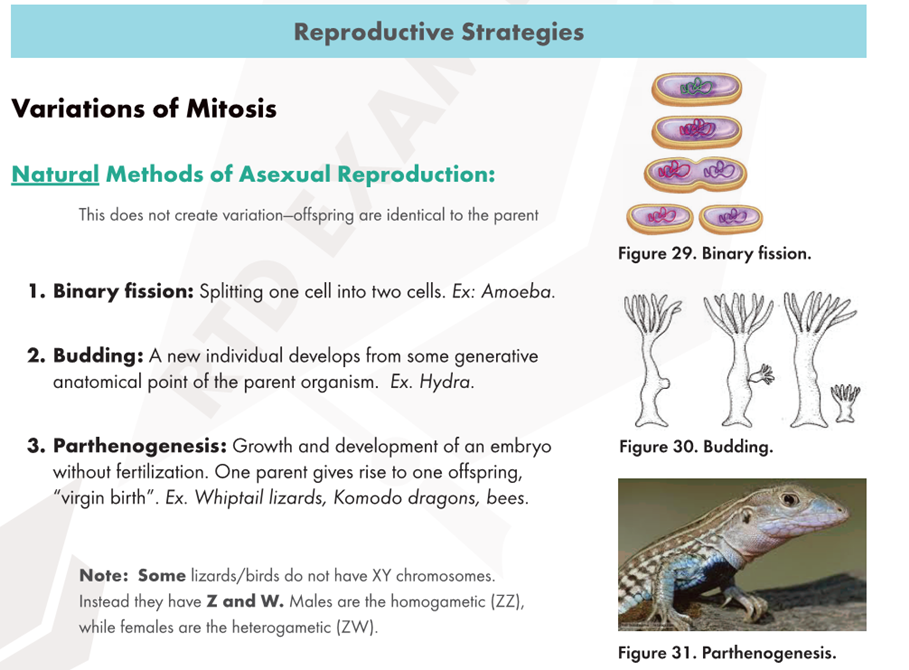 Reproductive Strategies
Variations of Mitosis
Natural Methods of Asexual Reproduction:
This does not create variation—offspring are identical to the parent
1. Binary fission: Splitting one cell into two cells. Ex: Amoeba.
2. Budding: A new individual develops from some generative
anatomical point of the parent organism. Ex. Hydra.
3. Parthenogenesis: Growth and development of an embryo
without fertilization. One parent gives rise to one offspring,
“virgin birth”. Ex. Whiptail lizards, Komodo dragons, bees.
Note: Some lizards/birds do not have XY chromosomes.
Instead they have Z and W. Males are the homogametic (ZZ),
while females are the heterogametic (ZW).
Figure 29. Binary fission.
Figure 30. Budding.
Figure 31. Parthenogenesis.
RTD EXAM